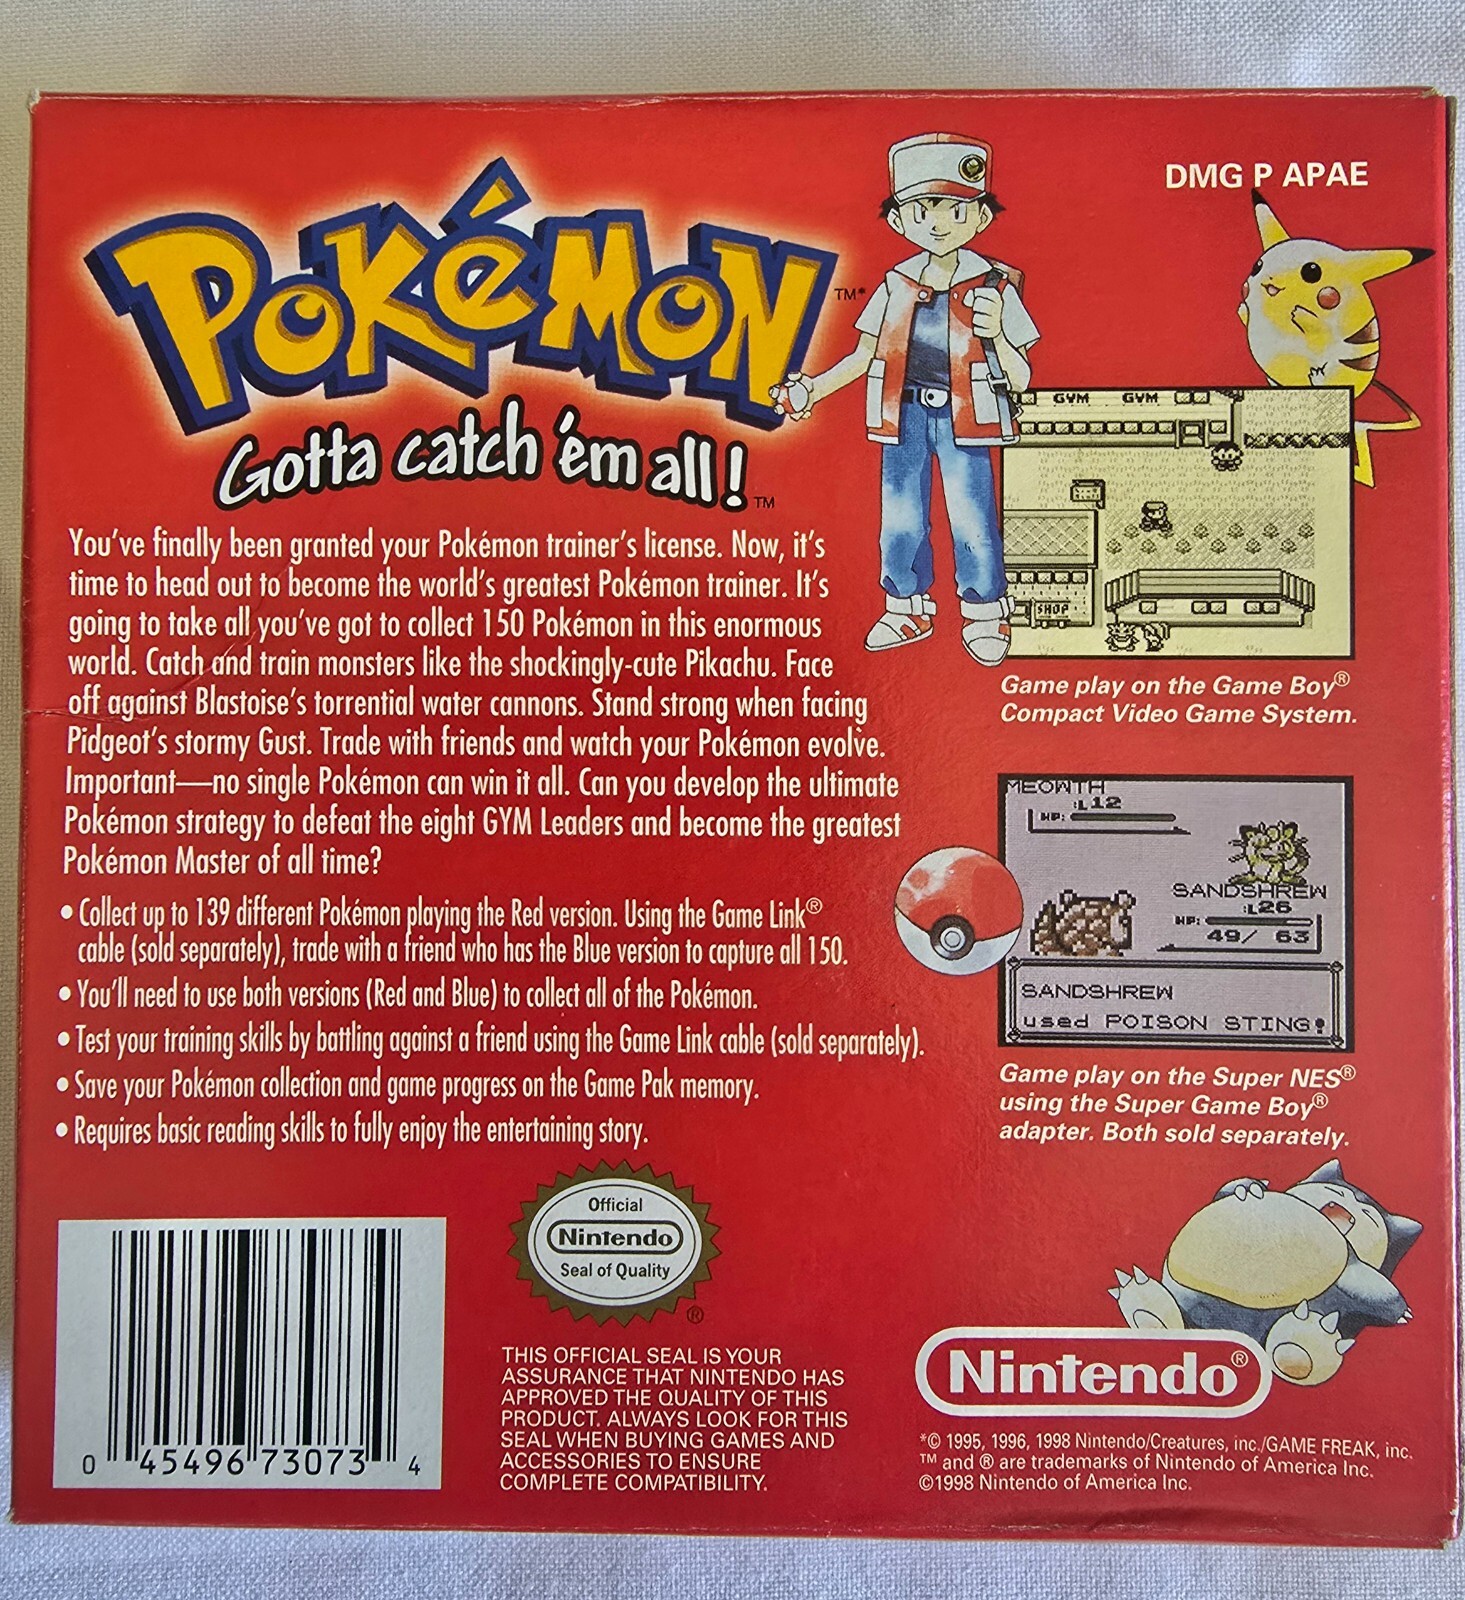 DMG P APAE
POKéMON
TM*
Gotta catch 'em all!
TM
You've finally been granted your Pokémon trainer's license. Now, it's
time to head out to become the world's greatest Pokémon trainer. It's
going to take all you've got to collect 150 Pokémon in this enormous
world. Catch and train monsters like the shockingly-cute Pikachu. Face
off against Blastoise's torrential water cannons. Stand strong when facing
Pidgeot's stormy Gust. Trade with friends and watch your Pokémon evolve.
Important—no single Pokémon can win it all. Can you develop the ultimate
Pokémon strategy to defeat the eight GYM Leaders and become the greatest
Pokémon Master of all time?
• Collect up to 139 different Pokémon playing the Red version. Using the Game Link®
cable (sold separately), trade with a friend who has the Blue version to capture all 150.
• You'll need to use both versions (Red and Blue) to collect all of the Pokémon.
• Test your training skills by battling against a friend using the Game Link cable (sold separately).
• Save your Pokémon collection and game progress on the Game Pak memory.
• Requires basic reading skills to fully enjoy the entertaining story.
GYM GYM
SHOP
Game play on the Game Boy®
Compact Video Game System.
MEOWTH
:L12
HP:
SANDSHREW
:L26
HP:
49/ 63
SANDSHREW
used POISON STING!
Game play on the Super NES®
using the Super Game Boy®
adapter. Both sold separately.
0 45496 73073 4
Official
Nintendo
Seal of Quality
®
THIS OFFICIAL SEAL IS YOUR
ASSURANCE THAT NINTENDO HAS
APPROVED THE QUALITY OF THIS
PRODUCT. ALWAYS LOOK FOR THIS
SEAL WHEN BUYING GAMES AND
ACCESSORIES TO ENSURE
COMPLETE COMPATIBILITY.
Nintendo®
*© 1995, 1996, 1998 Nintendo/Creatures, inc./GAME FREAK, inc.
TM and ® are trademarks of Nintendo of America Inc.
©1998 Nintendo of America Inc.